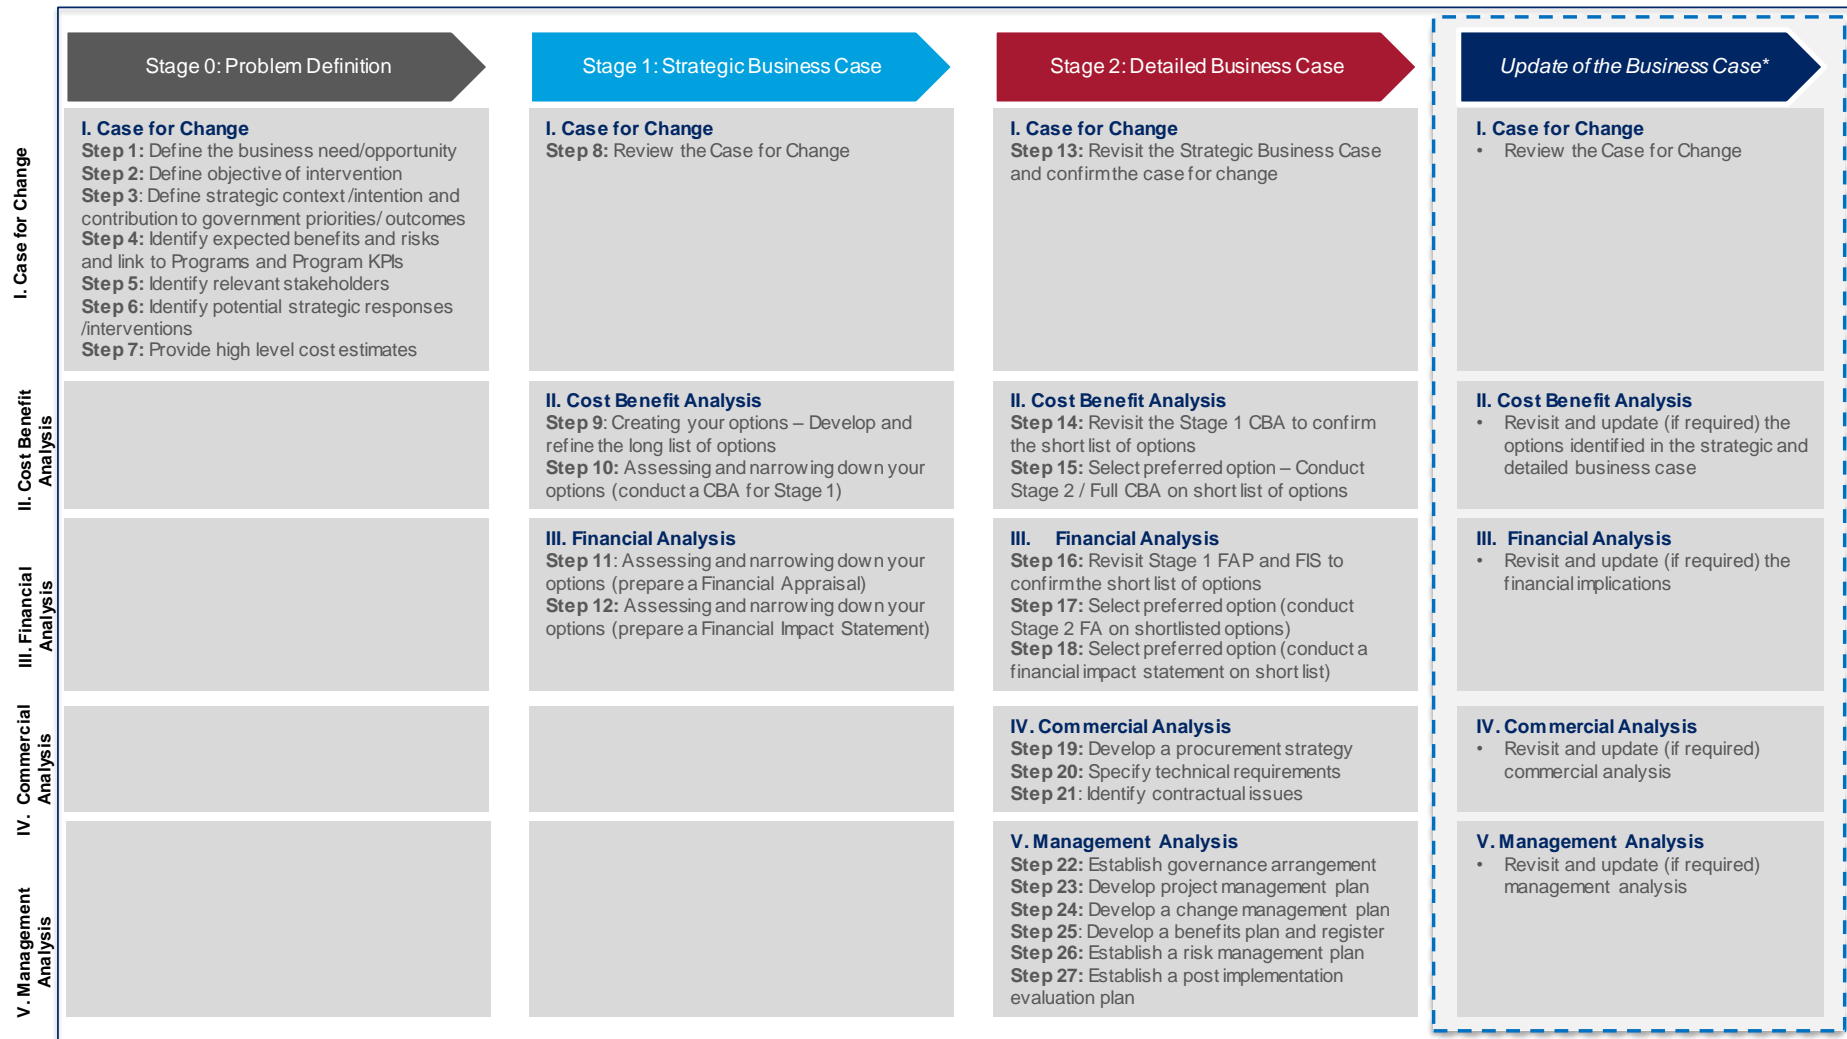 Stage 0: Problem Definition
Stage 1: Strategic Business Case
Stage 2: Detailed Business Case
Update of the Business Case*
I. Case for Change
I. Case for Change
Step 1: Define the business need/opportunity
Step 2: Define objective of intervention
Step 3: Define strategic context /intention and
contribution to government priorities/ outcomes
Step 4: Identify expected benefits and risks
and link to Programs and Program KPIs
Step 5: Identify relevant stakeholders
Step 6: Identify potential strategic responses
/interventions
Step 7: Provide high level cost estimates
I. Case for Change
Step 8: Review the Case for Change
I. Case for Change
Step 13: Revisit the Strategic Business Case
and confirm the case for change
I. Case for Change
• Review the Case for Change
II. Cost Benefit
Analysis
II. Cost Benefit Analysis
Step 9: Creating your options – Develop and
refine the long list of options
Step 10: Assessing and narrowing down your
options (conduct a CBA for Stage 1)
II. Cost Benefit Analysis
Step 14: Revisit the Stage 1 CBA to confirm
the short list of options
Step 15: Select preferred option – Conduct
Stage 2 / Full CBA on short list of options
II. Cost Benefit Analysis
• Revisit and update (if required) the
options identified in the strategic and
detailed business case
III. Financial
Analysis
III. Financial Analysis
Step 11: Assessing and narrowing down your
options (prepare a Financial Appraisal)
Step 12: Assessing and narrowing down your
options (prepare a Financial Impact Statement)
III. Financial Analysis
Step 16: Revisit Stage 1 FAP and FIS to
confirm the short list of options
Step 17: Select preferred option (conduct
Stage 2 FA on shortlisted options)
Step 18: Select preferred option (conduct a
financial impact statement on short list)
III. Financial Analysis
• Revisit and update (if required) the
financial implications
IV. Commercial
Analysis
IV. Commercial Analysis
Step 19: Develop a procurement strategy
Step 20: Specify technical requirements
Step 21: Identify contractual issues
IV. Commercial Analysis
• Revisit and update (if required)
commercial analysis
V. Management
Analysis
V. Management Analysis
Step 22: Establish governance arrangement
Step 23: Develop project management plan
Step 24: Develop a change management plan
Step 25: Develop a benefits plan and register
Step 26: Establish a risk management plan
Step 27: Establish a post implementation
evaluation plan
V. Management Analysis
• Revisit and update (if required)
management analysis